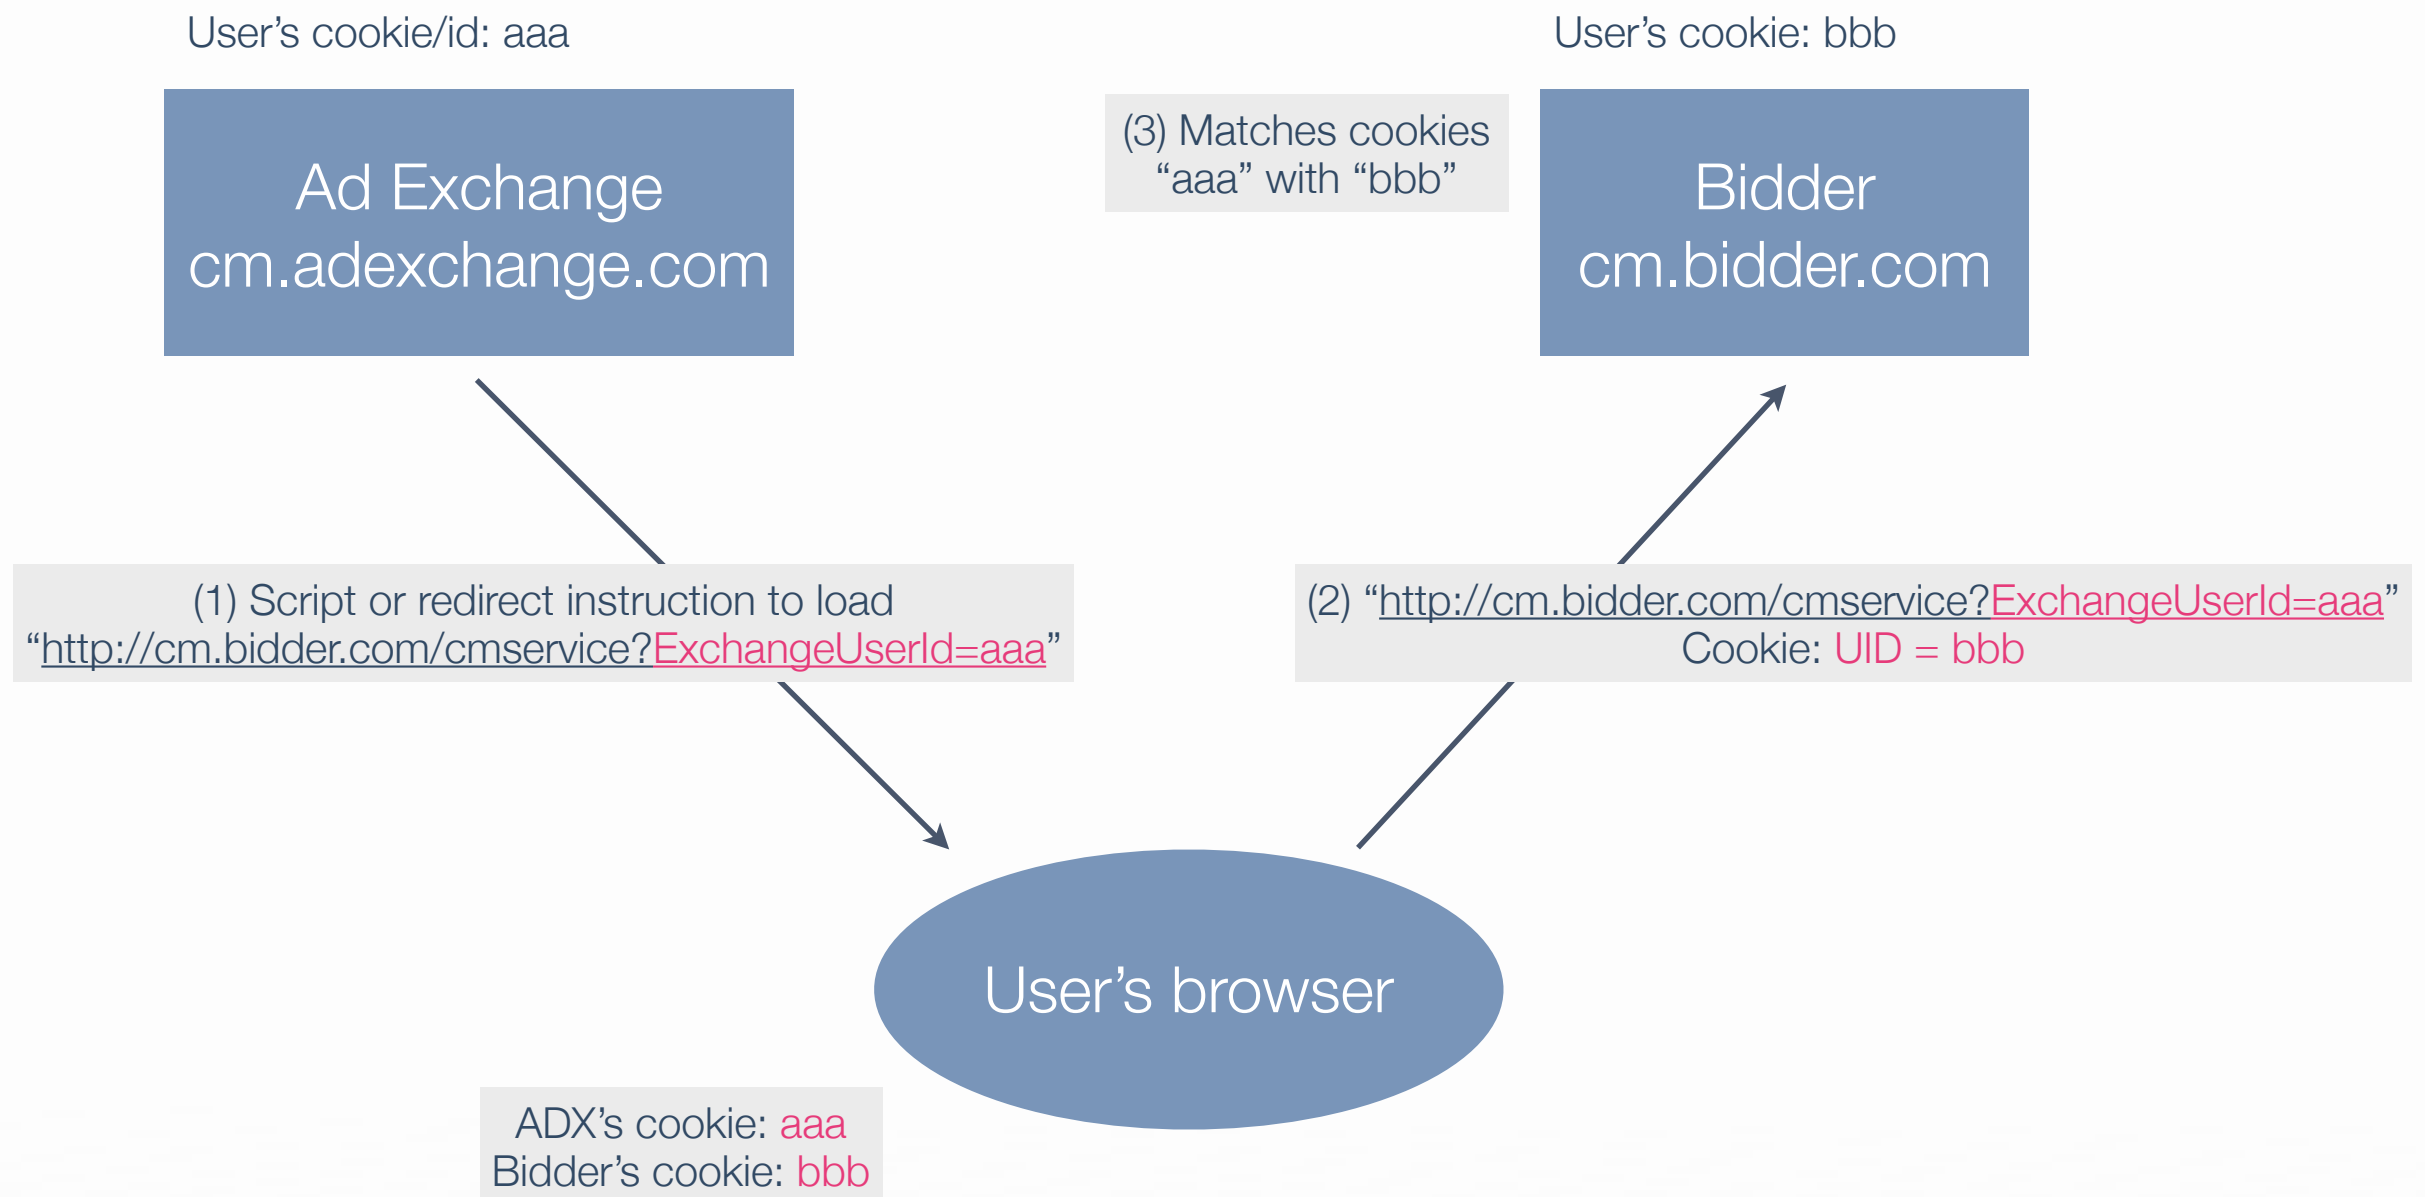 User’s cookie/id: aaa
User’s cookie: bbb
Ad Exchange
cm.adexchange.com
(3) Matches cookies
“aaa” with “bbb”
Bidder
cm.bidder.com
(1) Script or redirect instruction to load
“http://cm.bidder.com/cmservice?ExchangeUserId=aaa”
(2) “http://cm.bidder.com/cmservice?ExchangeUserId=aaa”
Cookie: UID = bbb
User’s browser
ADX’s cookie: aaa
Bidder’s cookie: bbb